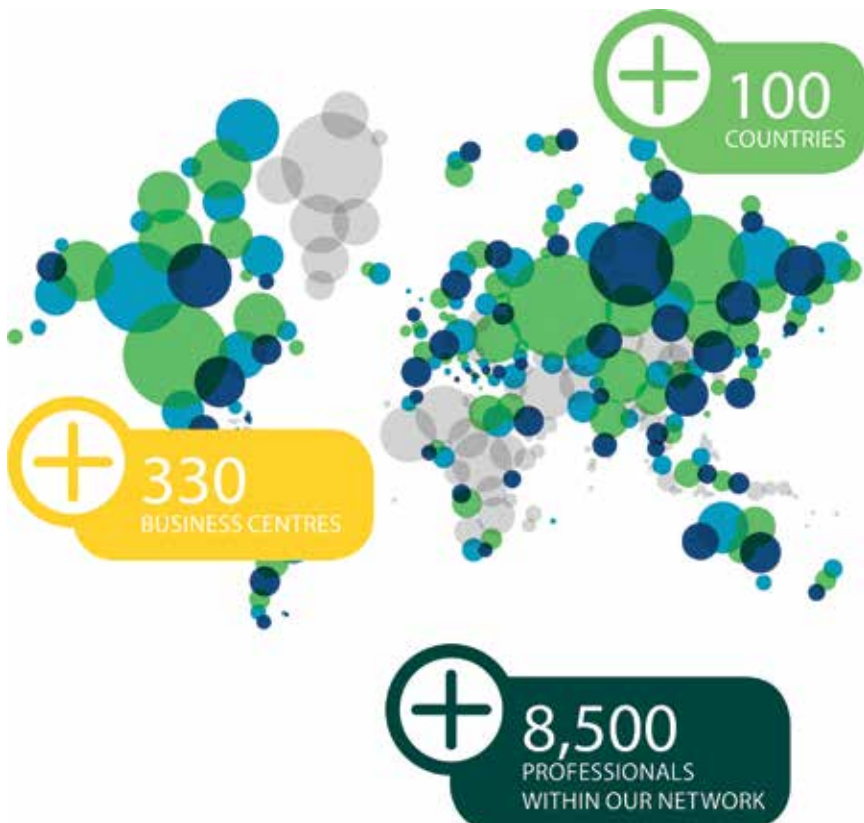 100
COUNTRIES
330
BUSINESS CENTRES
8,500
PROFESSIONALS
WITHIN OUR NETWORK